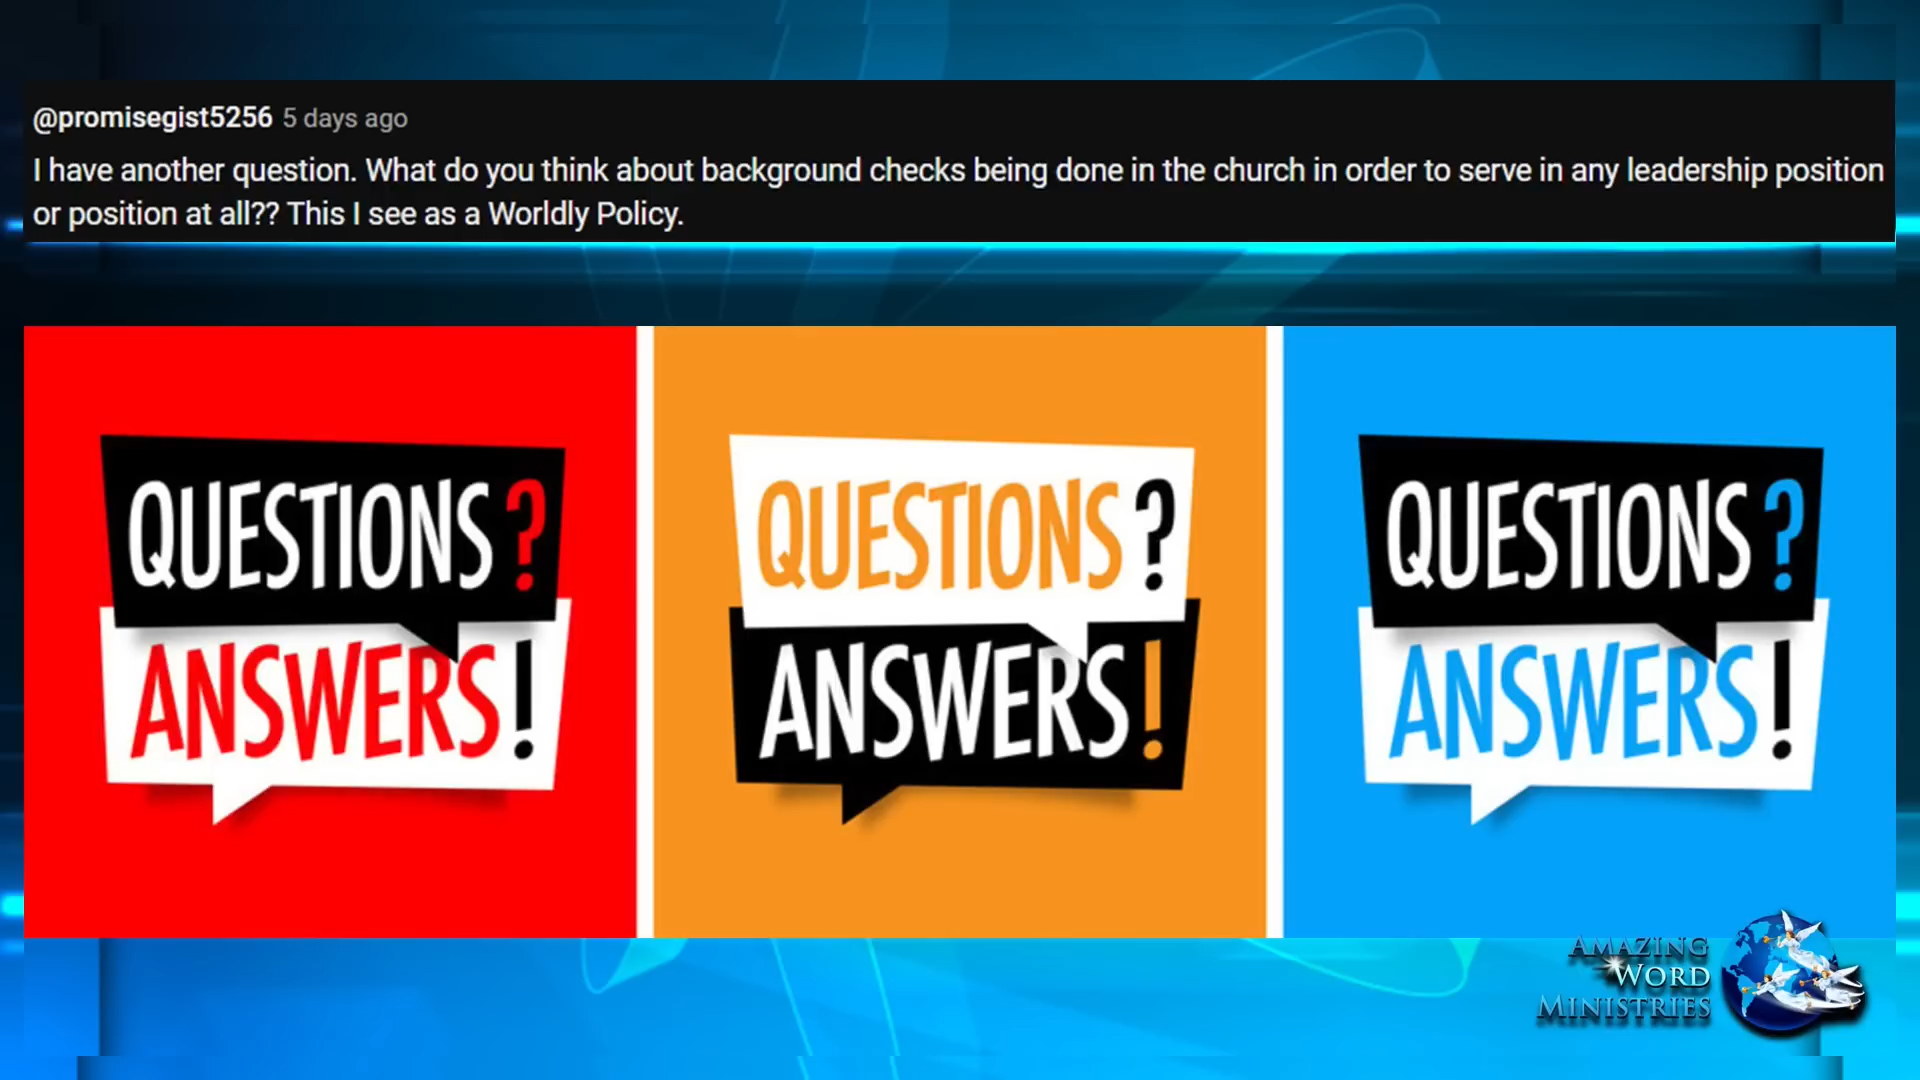 @promisegist5256 5 days ago
I have another question. What do you think about background checks being done in the church in order to serve in any leadership position
or position at all?? This I see as a Worldly Policy.
QUESTIONS?
ANSWERS!
QUESTIONS?
ANSWERS!
QUESTIONS?
ANSWERS!
AMAZING
WORD
MINISTRIES